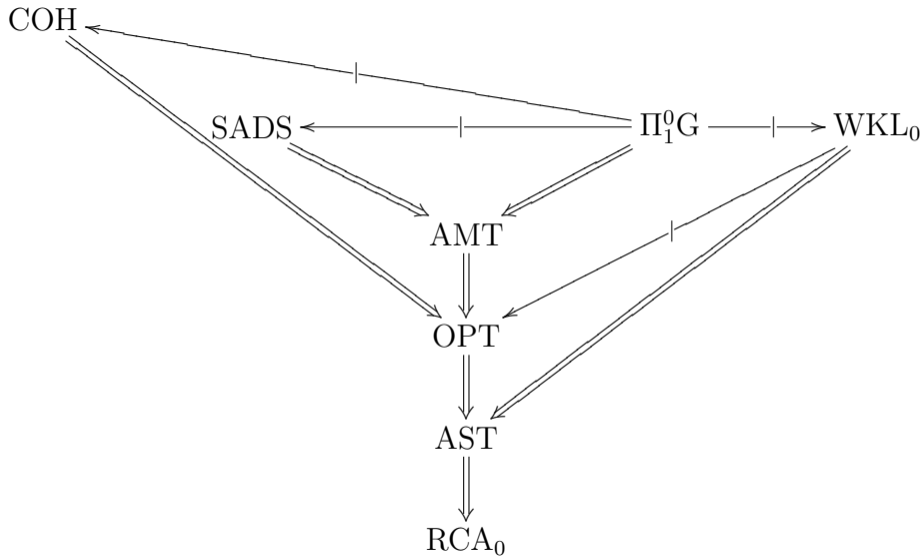 COH
SADS Π⁰₁G WKL₀
AMT
OPT
AST
RCA₀